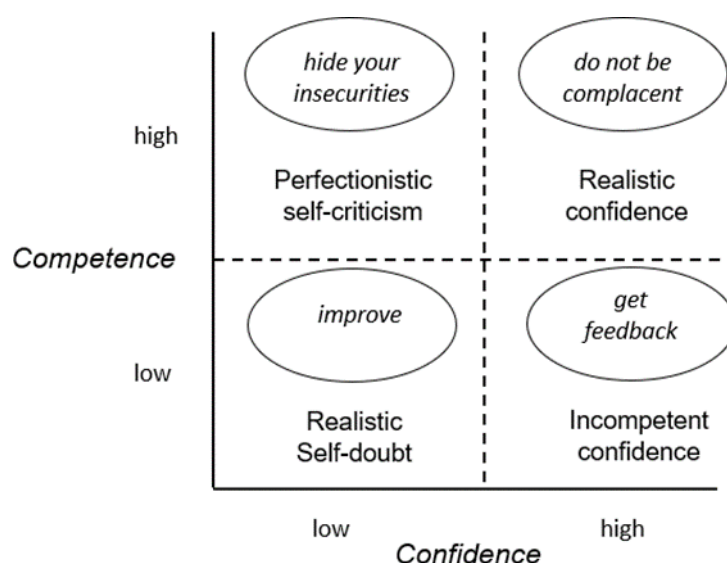 hide your
insecurities
do not be
complacent
high
Perfectionistic
self-criticism
Realistic
confidence
Competence
improve
get
feedback
low
Realistic
Self-doubt
Incompetent
confidence
low
high
Confidence